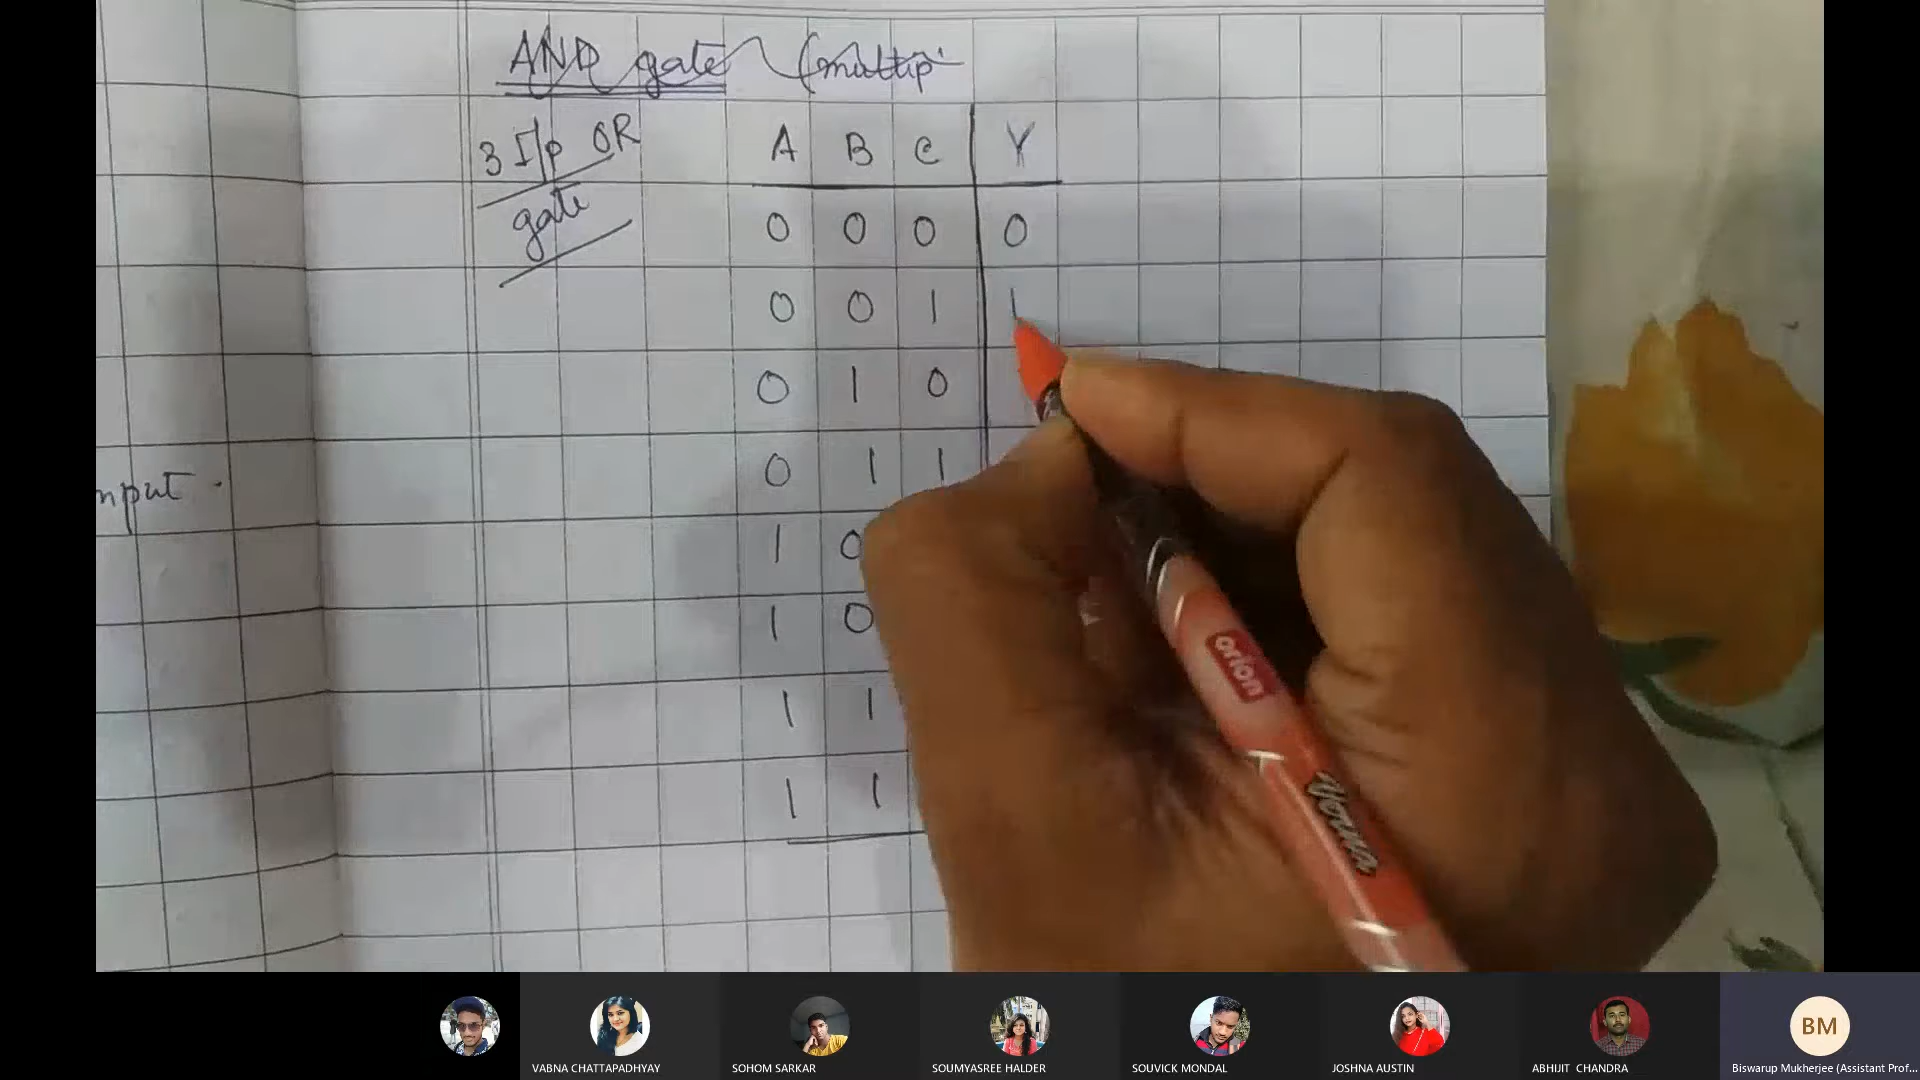 AND gate (multip
3 I/p OR
gate
A B C Y
0 0 0 0
0 0 1 1
0 1 0
0 1 1
1 0
1 0
1 1
1 1
nput .
orion
Verma
VABNA CHATTAPADHYAY
SOHOM SARKAR
SOUMYASREE HALDER
SOUVICK MONDAL
JOSHNA AUSTIN
ABHIJIT CHANDRA
BM
Biswarup Mukherjee (Assistant Prof...